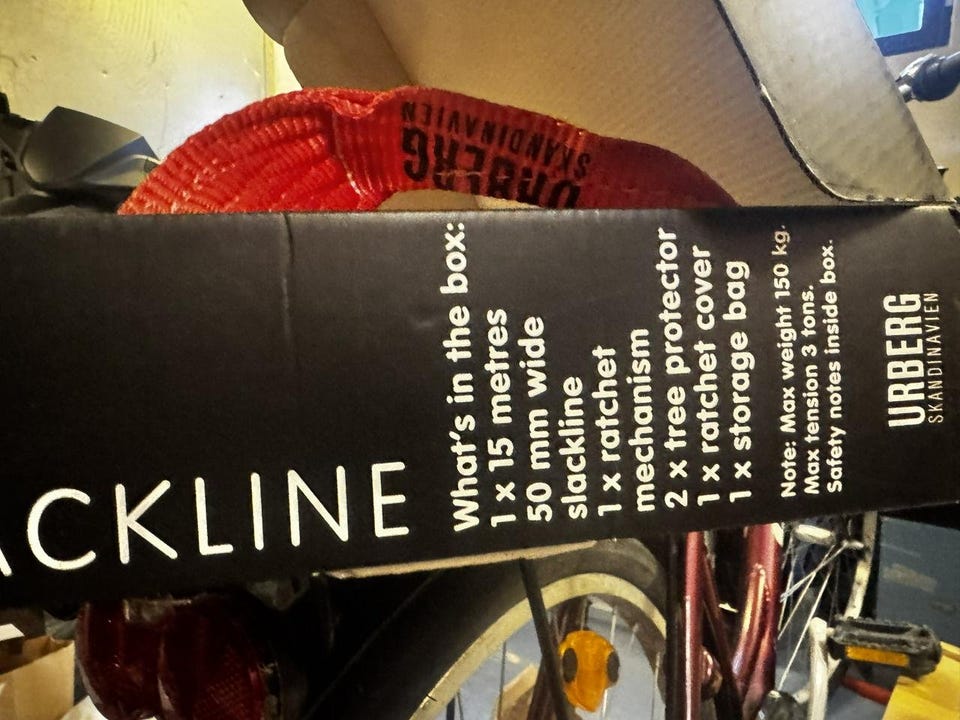 ACKLINE
What's in the box:
1 x 15 metres
50 mm wide
slackline
1 x ratchet
mechanism
2 x tree protector
1 x ratchet cover
1 x storage bag
Note: Max weight 150 kg.
Max tension 3 tons.
Safety notes inside box.
URBERG
SKANDINAVIEN
URBERG
SKANDINAVIEN
URBERG
SKANDINAVIEN